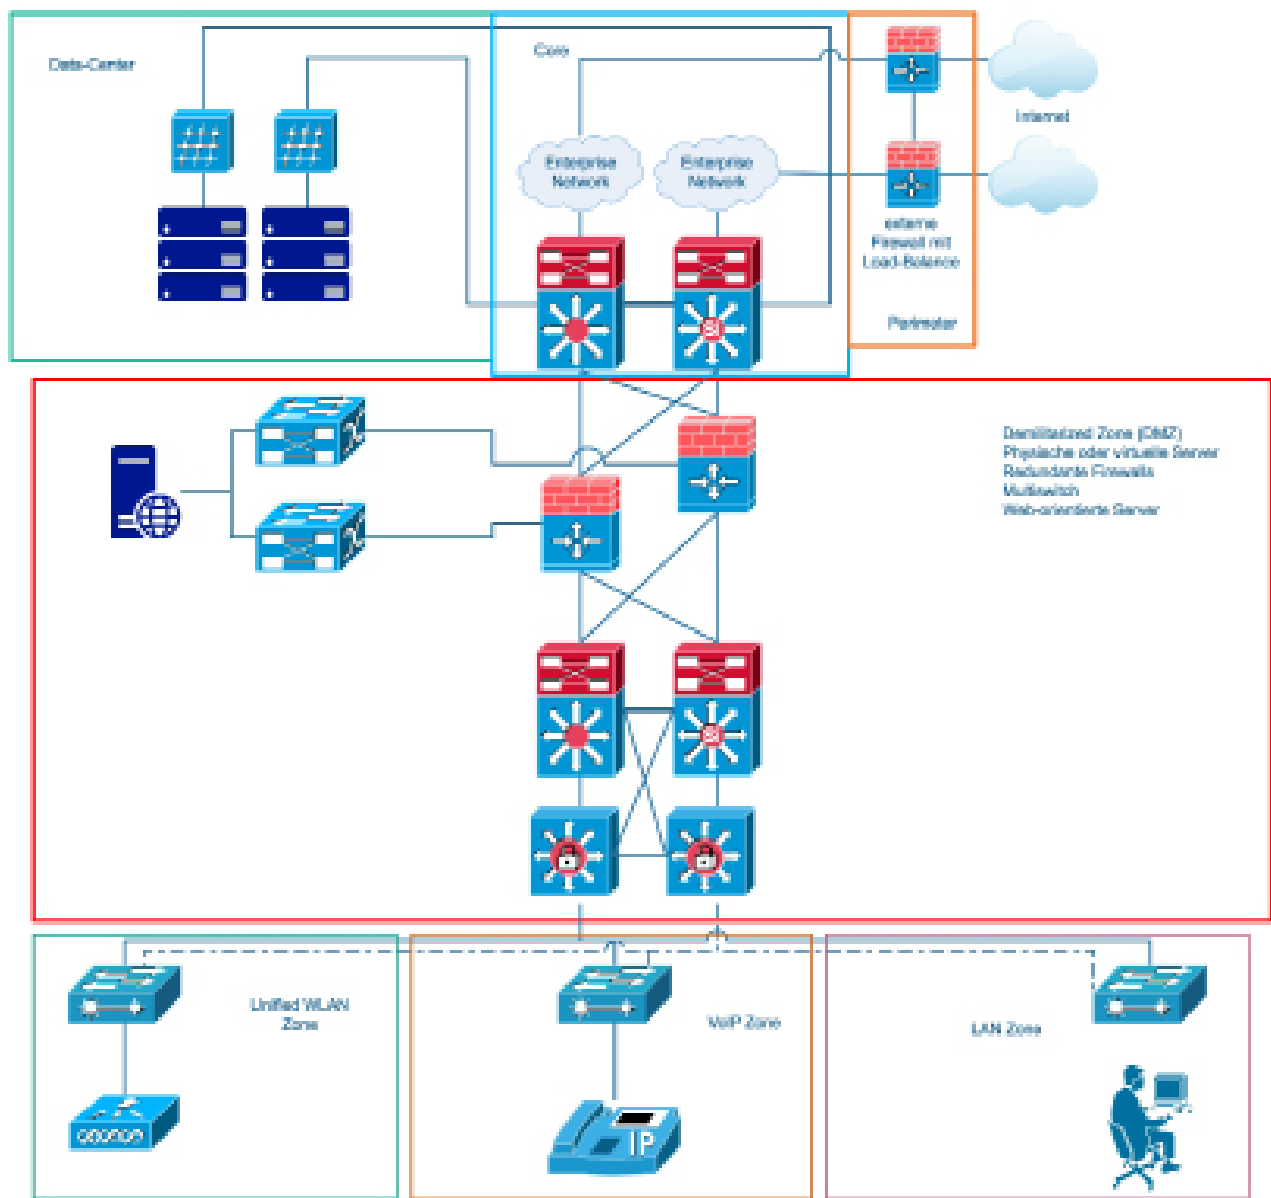 Data-Center
Core
Enterprise
Network
Enterprise
Network
Internet
externe
Firewall mit
Load-Balance
Perimeter
Demilitarized Zone (DMZ)
Physische oder virtuelle Server
Redundante Firewalls
Multiswitch
Web-orientierte Server
Unified WLAN
Zone
VoIP Zone
LAN Zone
IP